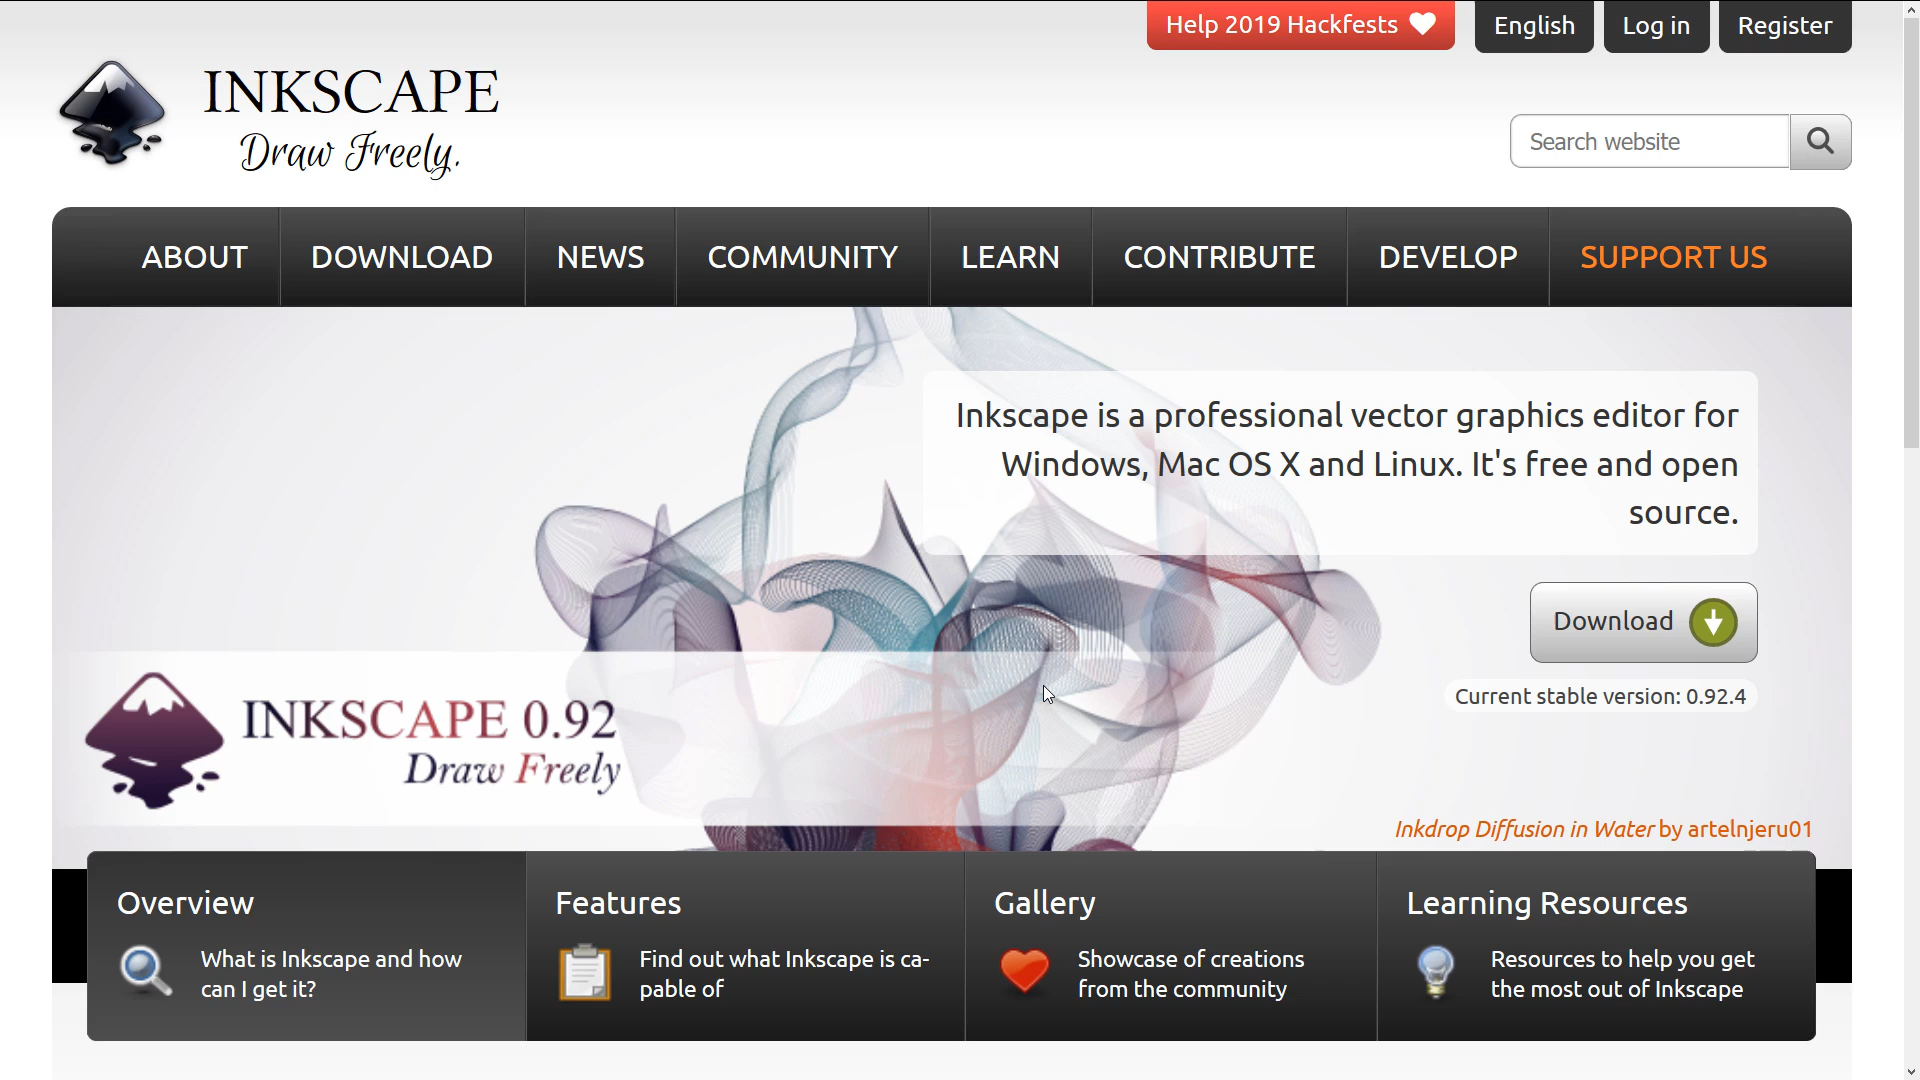 Help 2019 Hackfests
English
Log in
Register
INKSCAPE
Draw Freely.
Search website
ABOUT
DOWNLOAD
NEWS
COMMUNITY
LEARN
CONTRIBUTE
DEVELOP
SUPPORT US
Inkscape is a professional vector graphics editor for
Windows, Mac OS X and Linux. It's free and open
source.
Download
Current stable version: 0.92.4
INKSCAPE 0.92
Draw Freely
Inkdrop Diffusion in Water by artelnjeru01
Overview
What is Inkscape and how
can I get it?
Features
Find out what Inkscape is ca-
pable of
Gallery
Showcase of creations
from the community
Learning Resources
Resources to help you get
the most out of Inkscape